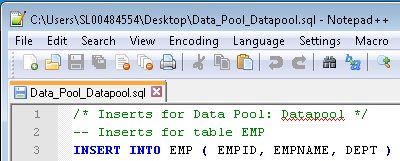 C:\Users\SL00484554\Desktop\Data_Pool_Datapool.sql - Notepad++
File Edit Search View Encoding Language Settings Macro
Data_Pool_Datapool.sql
1 /* Inserts for Data Pool: Datapool */
2 -- Inserts for table EMP
3 INSERT INTO EMP ( EMPID, EMPNAME, DEPT )